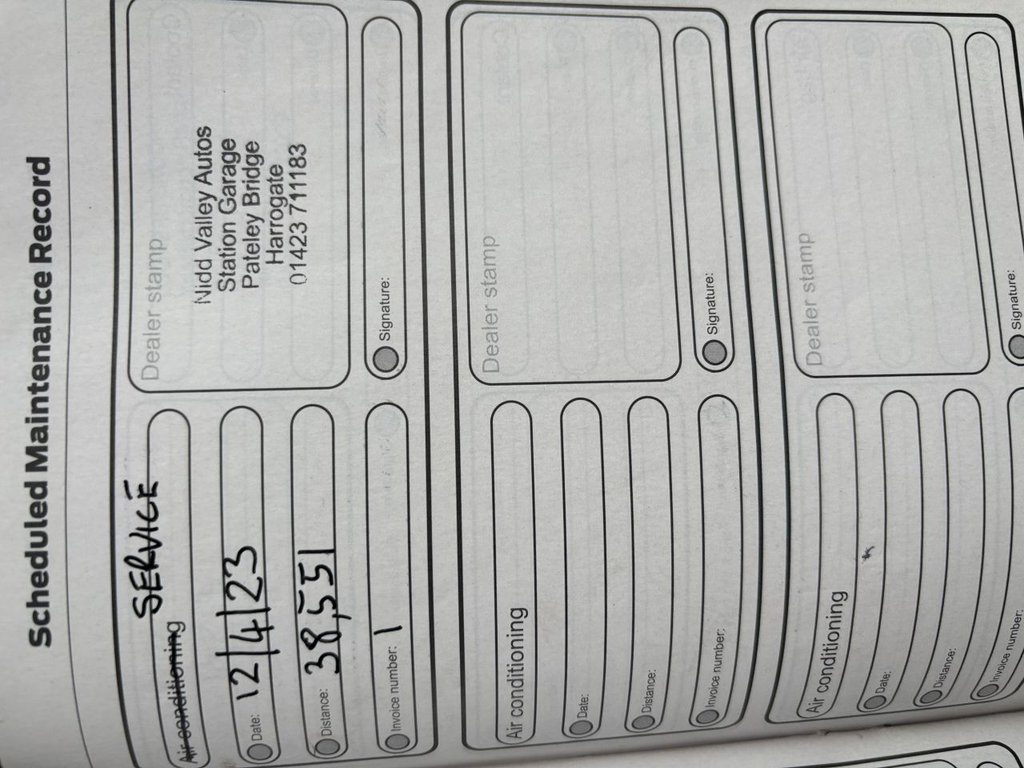 Scheduled Maintenance Record
Air conditioning SERVICE
Date: 12/4/23
Distance: 38,551
Invoice number: 1
Dealer stamp
Nidd Valley Autos
Station Garage
Pateley Bridge
Harrogate
01423 711183
Signature:
Air conditioning
Date:
Distance:
Invoice number:
Dealer stamp
Signature:
Air conditioning
Date:
Distance:
Invoice number:
Dealer stamp
Signature: